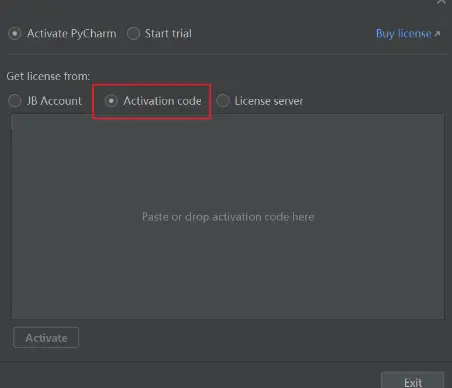 Activate PyCharm Start trial Buy license
Get license from:
JB Account Activation code License server
Paste or drop activation code here
Activate
Exit